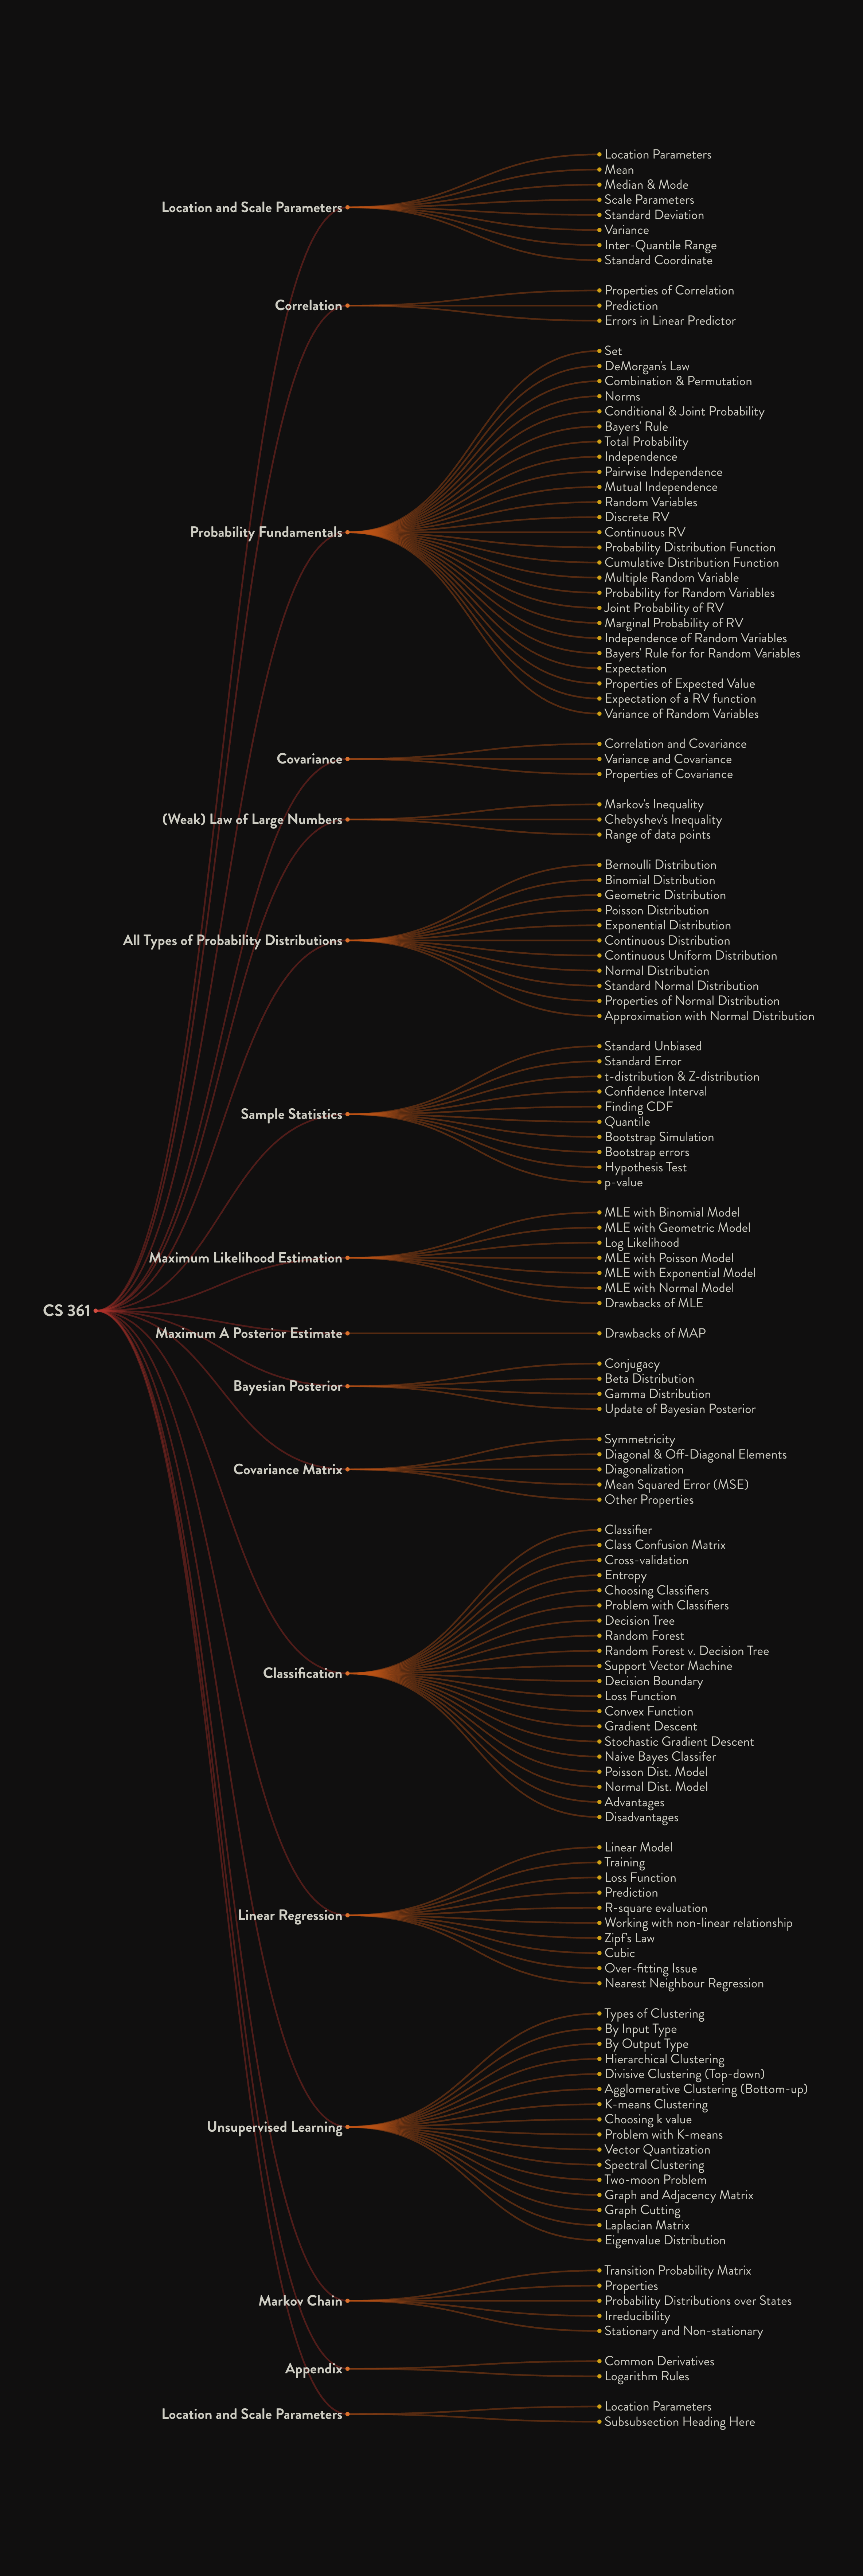 Location and Scale Parameters
Location Parameters
Mean
Median & Mode
Scale Parameters
Standard Deviation
Variance
Inter-Quantile Range
Standard Coordinate
Correlation
Properties of Correlation
Prediction
Errors in Linear Predictor
Probability Fundamentals
Set
DeMorgan's Law
Combination & Permutation
Norms
Conditional & Joint Probability
Bayers' Rule
Total Probability
Independence
Pairwise Independence
Mutual Independence
Random Variables
Discrete RV
Continuous RV
Probability Distribution Function
Cumulative Distribution Function
Multiple Random Variable
Probability for Random Variables
Joint Probability of RV
Marginal Probability of RV
Independence of Random Variables
Bayers' Rule for for Random Variables
Expectation
Properties of Expected Value
Expectation of a RV function
Variance of Random Variables
Covariance
Correlation and Covariance
Variance and Covariance
Properties of Covariance
(Weak) Law of Large Numbers
Markov's Inequality
Chebyshev's Inequality
Range of data points
All Types of Probability Distributions
Bernoulli Distribution
Binomial Distribution
Geometric Distribution
Poisson Distribution
Exponential Distribution
Continuous Distribution
Continuous Uniform Distribution
Normal Distribution
Standard Normal Distribution
Properties of Normal Distribution
Approximation with Normal Distribution
Sample Statistics
Standard Unbiased
Standard Error
t-distribution & Z-distribution
Confidence Interval
Finding CDF
Quantile
Bootstrap Simulation
Bootstrap errors
Hypothesis Test
p-value
Maximum Likelihood Estimation
MLE with Binomial Model
MLE with Geometric Model
Log Likelihood
MLE with Poisson Model
MLE with Exponential Model
MLE with Normal Model
Drawbacks of MLE
CS 361
Maximum A Posterior Estimate
Drawbacks of MAP
Bayesian Posterior
Conjugacy
Beta Distribution
Gamma Distribution
Update of Bayesian Posterior
Covariance Matrix
Symmetricity
Diagonal & Off-Diagonal Elements
Diagonalization
Mean Squared Error (MSE)
Other Properties
Classification
Classifier
Class Confusion Matrix
Cross-validation
Entropy
Choosing Classifiers
Problem with Classifiers
Decision Tree
Random Forest
Random Forest v. Decision Tree
Support Vector Machine
Decision Boundary
Loss Function
Convex Function
Gradient Descent
Stochastic Gradient Descent
Naive Bayes Classifer
Poisson Dist. Model
Normal Dist. Model
Advantages
Disadvantages
Linear Regression
Linear Model
Training
Loss Function
Prediction
R-square evaluation
Working with non-linear relationship
Zipf's Law
Cubic
Over-fitting Issue
Nearest Neighbour Regression
Unsupervised Learning
Types of Clustering
By Input Type
By Output Type
Hierarchical Clustering
Divisive Clustering (Top-down)
Agglomerative Clustering (Bottom-up)
K-means Clustering
Choosing k value
Problem with K-means
Vector Quantization
Spectral Clustering
Two-moon Problem
Graph and Adjacency Matrix
Graph Cutting
Laplacian Matrix
Eigenvalue Distribution
Markov Chain
Transition Probability Matrix
Properties
Probability Distributions over States
Irreducibility
Stationary and Non-stationary
Appendix
Common Derivatives
Logarithm Rules
Location and Scale Parameters
Location Parameters
Subsubsection Heading Here